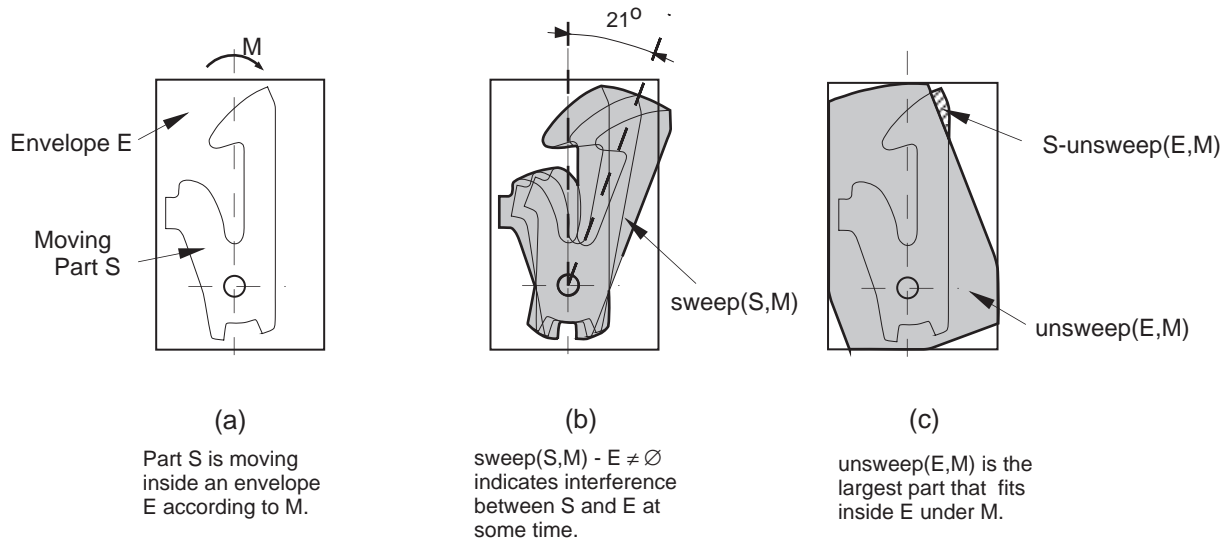 M
Envelope E
Moving
Part S
(a)
Part S is moving
inside an envelope
E according to M.
21o
sweep(S,M)
(b)
sweep(S,M) - E ≠ ∅
indicates interference
between S and E at
some time.
S-unsweep(E,M)
unsweep(E,M)
(c)
unsweep(E,M) is the
largest part that fits
inside E under M.